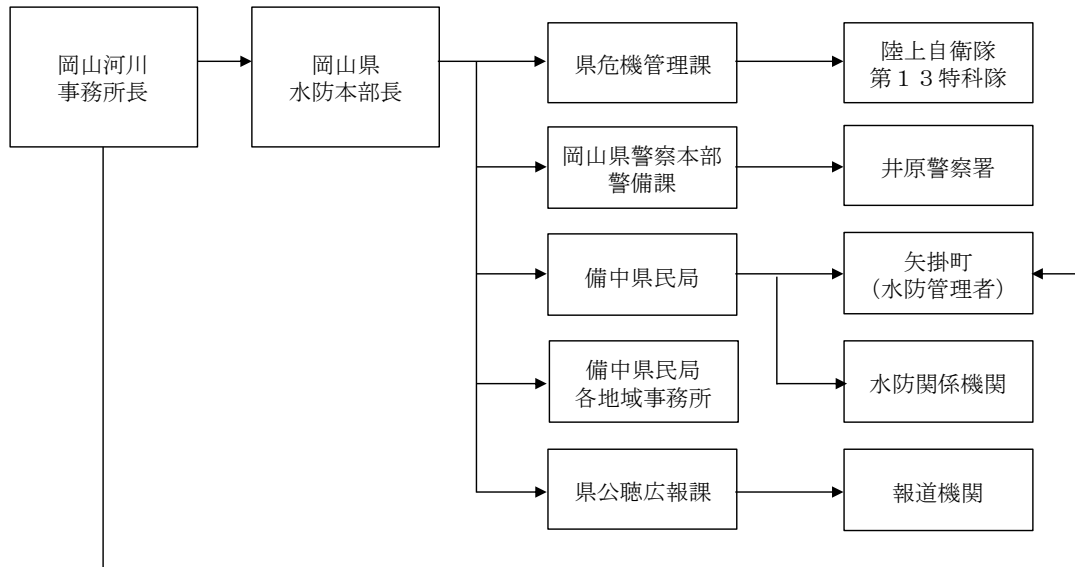 岡山河川
事務所長
岡山県
水防本部長
県危機管理課
陸上自衛隊
第１３特科隊
岡山県警察本部
警備課
井原警察署
備中県民局
矢掛町
(水防管理者)
備中県民局
各地域事務所
水防関係機関
県公聴広報課
報道機関